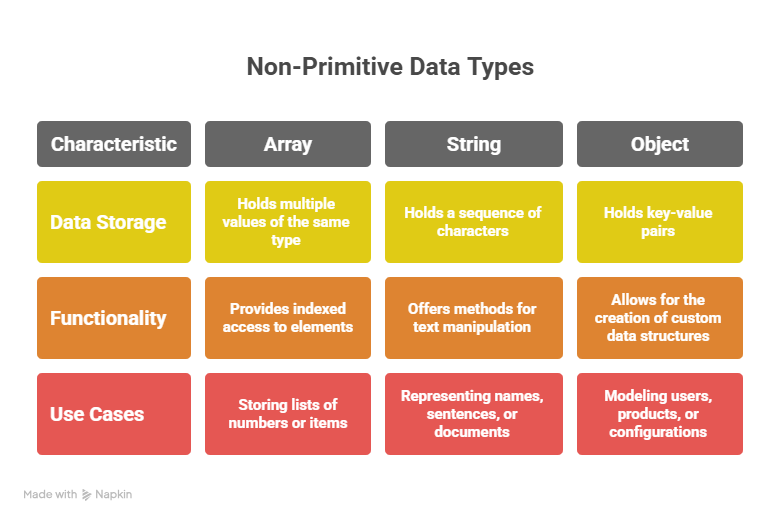 Non-Primitive Data Types
Characteristic
Array
String
Object
Data Storage
Holds multiple
values of the same
type
Holds a sequence of
characters
Holds key-value
pairs
Functionality
Provides indexed
access to elements
Offers methods for
text manipulation
Allows for the
creation of custom
data structures
Use Cases
Storing lists of
numbers or items
Representing names,
sentences, or
documents
Modeling users,
products, or
configurations
Made with Napkin